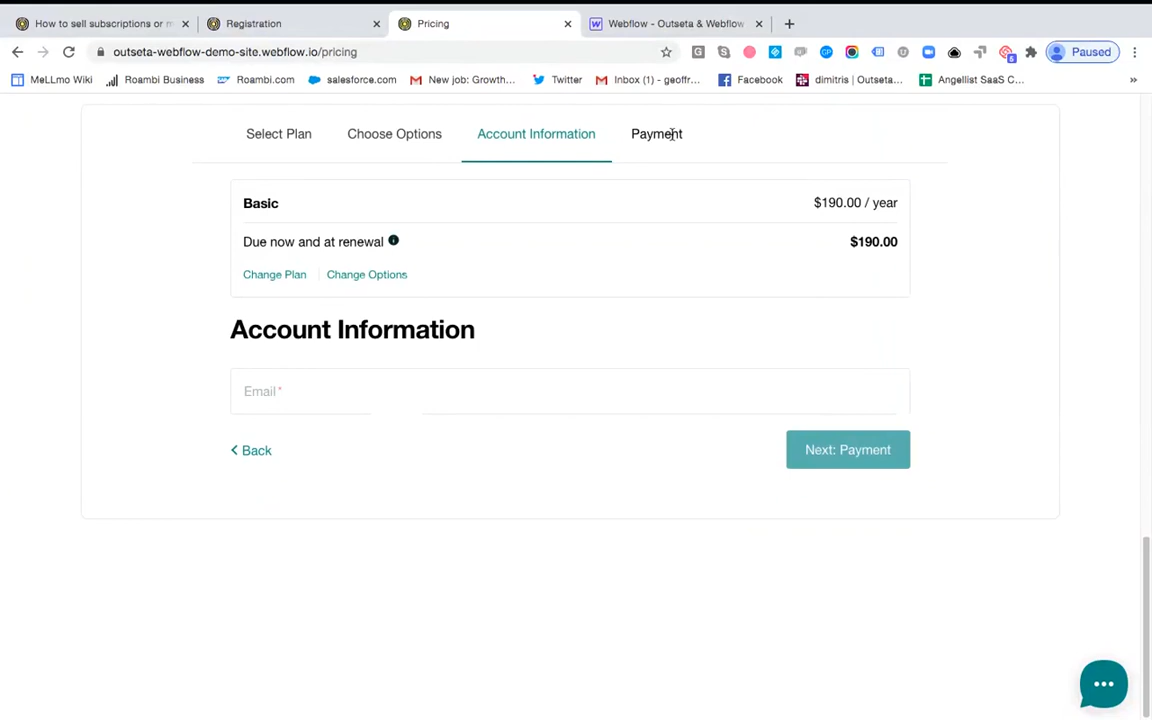 How to sell subscriptions or m
Registration
Pricing
Webflow - Outseta & Webflow
outseta-webflow-demo-site.webflow.io/pricing
Paused
MeLLmo Wiki
Roambi Business
Roambi.com
salesforce.com
New job: Growth...
Twitter
Inbox (1) - geoffr...
Facebook
dimitris | Outseta...
Angellist SaaS C...
Select Plan
Choose Options
Account Information
Payment
Basic
$190.00 / year
Due now and at renewal
$190.00
Change Plan
Change Options
Account Information
Email*
Back
Next: Payment